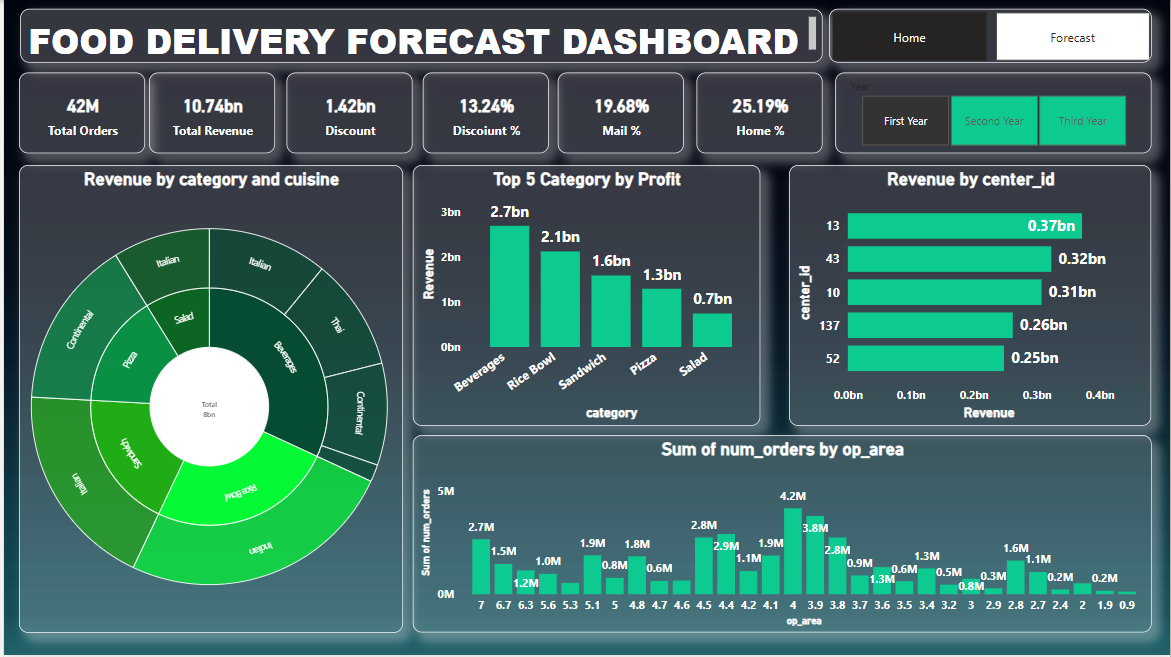 FOOD DELIVERY FORECAST DASHBOARD
Home
Forecast
42M
Total Orders
10.74bn
Total Revenue
1.42bn
Discount
13.24%
Discoiunt %
19.68%
Mail %
25.19%
Home %
Year
First Year
Second Year
Third Year
Revenue by category and cuisine
Italian
Italian
Thai
Continental
Indian
Italian
Continental
Salad
Beverages
Rice Bowl
Sandwich
Pizza
Total
8bn
Top 5 Category by Profit
Revenue
3bn
2bn
1bn
0bn
2.7bn
2.1bn
1.6bn
1.3bn
0.7bn
Beverages
Rice Bowl
Sandwich
Pizza
Salad
category
Revenue by center_id
center_id
13
0.37bn
43
0.32bn
10
0.31bn
137
0.26bn
52
0.25bn
0.0bn 0.1bn 0.2bn 0.3bn 0.4bn
Revenue
Sum of num_orders by op_area
Sum of num_orders
5M
0M
2.7M 1.5M 1.2M 1.0M 1.9M 0.8M 1.8M 0.6M 2.8M 2.9M 1.1M 1.9M 4.2M 3.8M 2.8M 0.9M 1.3M 0.6M 1.3M 0.5M 0.8M 0.3M 1.6M 1.1M 0.2M 0.2M
7 6.7 6.3 5.6 5.3 5.1 5 4.8 4.7 4.6 4.5 4.4 4.2 4.1 4 3.9 3.8 3.7 3.6 3.5 3.4 3.2 3 2.9 2.8 2.7 2.4 2 1.9 0.9
op_area